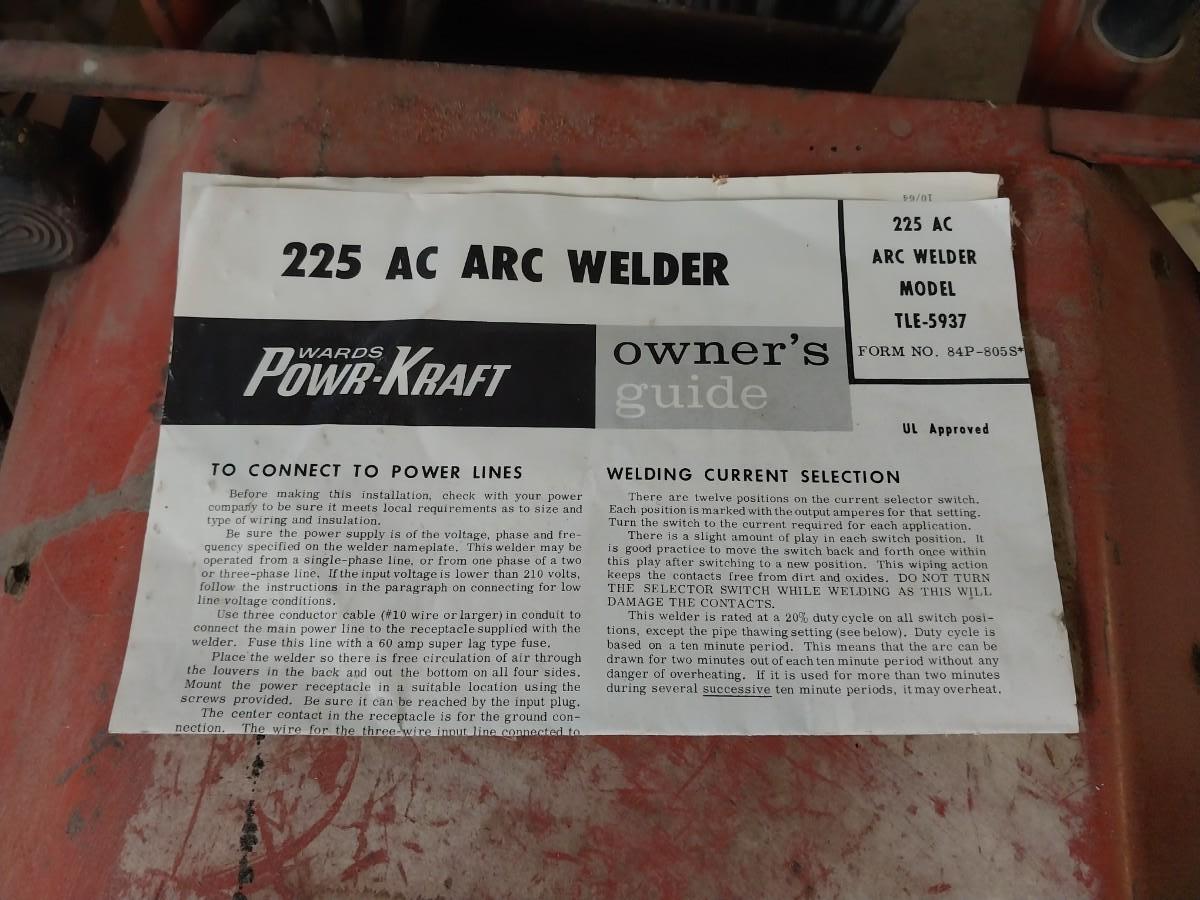 10/64
225 AC ARC WELDER
225 AC
ARC WELDER
MODEL
TLE-5937
FORM NO. 84P-805S*
WARDS
POWR-KRAFT
owner's
guide
UL Approved
TO CONNECT TO POWER LINES
Before making this installation, check with your power
company to be sure it meets local requirements as to size and
type of wiring and insulation.
Be sure the power supply is of the voltage, phase and fre-
quency specified on the welder nameplate. This welder may be
operated from a single-phase line, or from one phase of a two
or three-phase line. If the input voltage is lower than 210 volts,
follow the instructions in the paragraph on connecting for low
line voltage conditions.
Use three conductor cable (#10 wire or larger) in conduit to
connect the main power line to the receptacle supplied with the
welder. Fuse this line with a 60 amp super lag type fuse.
Place the welder so there is free circulation of air through
the louvers in the back and out the bottom on all four sides.
Mount the power receptacle in a suitable location using the
screws provided. Be sure it can be reached by the input plug.
The center contact in the receptacle is for the ground con-
nection. The wire for the three-wire input line connected to
WELDING CURRENT SELECTION
There are twelve positions on the current selector switch.
Each position is marked with the output amperes for that setting.
Turn the switch to the current required for each application.
There is a slight amount of play in each switch position. It
is good practice to move the switch back and forth once within
this play after switching to a new position. This wiping action
keeps the contacts free from dirt and oxides. DO NOT TURN
THE SELECTOR SWITCH WHILE WELDING AS THIS WILL
DAMAGE THE CONTACTS.
This welder is rated at a 20% duty cycle on all switch posi-
tions, except the pipe thawing setting (see below). Duty cycle is
based on a ten minute period. This means that the arc can be
drawn for two minutes out of each ten minute period without any
danger of overheating. If it is used for more than two minutes
during several successive ten minute periods, it may overheat.